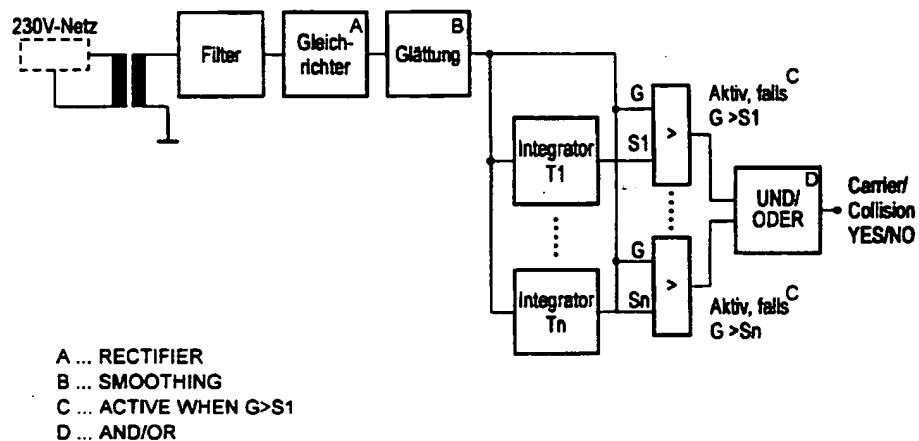 230V-Netz
Filter
A
Gleich-
richter
B
Glättung
G
S1
>
Aktiv, falls C
G >S1
Integrator
T1
D
UND/
ODER
Carrier/
Collision
YES/NO
G
Sn
>
Aktiv, falls C
G >Sn
Integrator
Tn
A ... RECTIFIER
B ... SMOOTHING
C ... ACTIVE WHEN G>S1
D ... AND/OR